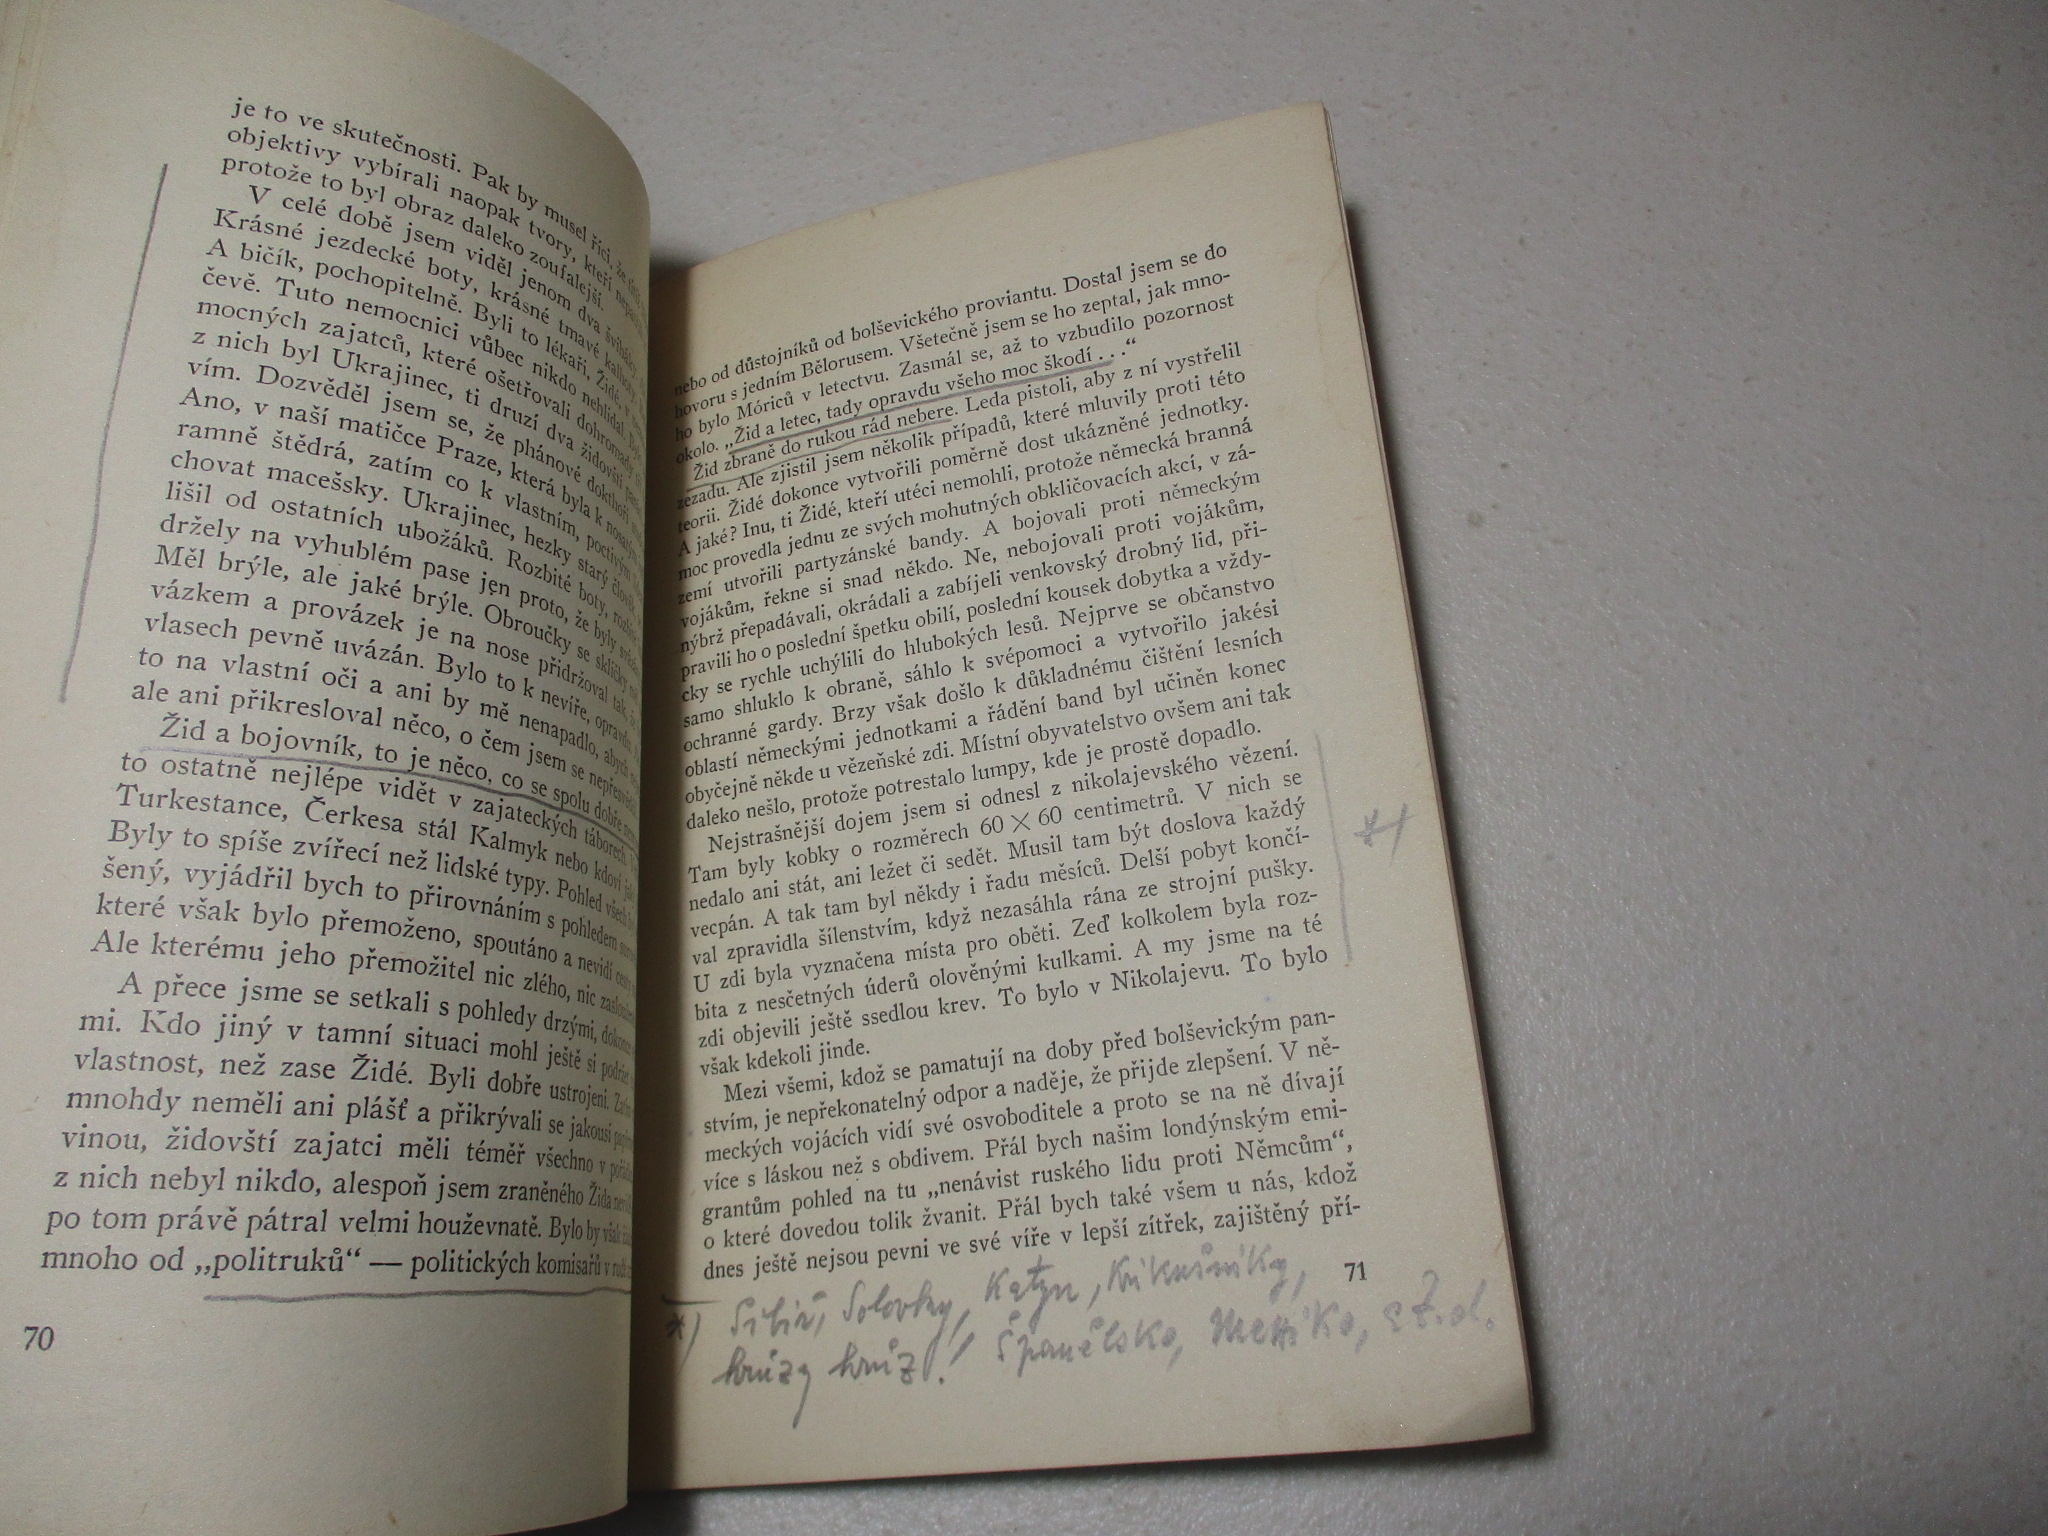 je to ve skutečnosti. Pak by musel říci, že
objektivy vybírali naopak tvory, kteří
protože to byl obraz daleko zoufalejší.
V celé době jsem viděl jenom dva
Krásné jezdecké boty, krásné tmavé kalhoty,
A bičík, pochopitelně. Byli to lékaři, Židé, v
čevě. Tuto nemocnici vůbec nikdo nehlídal.
mocných zajatců, které ošetřovali dohromady
z nich byl Ukrajinec, ti druzí dva židovští
vím. Dozvěděl jsem se, že phánové dokthoři
Ano, v naší matičce Praze, která byla k
ramně štědrá, zatím co k vlastním, poctivým
chovat macešsky. Ukrajinec, hezky starý člověk,
lišil od ostatních ubožáků. Rozbité boty,
držely na vyhublém pase jen proto, že byly
Měl brýle, ale jaké brýle. Obroučky se sklíčky
vázkem a provázek je na nose přidržoval tak,
vlasech pevně uvázán. Bylo to k nevíře, opravdu.
to na vlastní oči a ani by mě nenapadlo, abych
ale ani přikresloval něco, o čem jsem se nepřesvědčil
Žid a bojovník, to je něco, co se spolu dobře
to ostatně nejlépe vidět v zajateckých táborech.
Turkestance, Čerkesa stál Kalmyk nebo kdoví
Byly to spíše zvířecí než lidské typy. Pohled všech
šený, vyjádřil bych to přirovnáním s pohledem
které však bylo přemoženo, spoutáno a nevidí
Ale kterému jeho přemožitel nic zlého, nic
A přece jsme se setkali s pohledy drzými,
mi. Kdo jiný v tamní situaci mohl ještě si
vlastnost, než zase Židé. Byli dobře ustrojeni.
mnohdy neměli ani plášť a přikrývali se jakousi
vinou, židovští zajatci měli téměř všechno v
z nich nebyl nikdo, alespoň jsem zraněného Žida
po tom právě pátral velmi houževnatě. Bylo by však
mnoho od „politruků“ — politických komisařů v
70
nebo od důstojníků od bolševického proviantu. Dostal jsem se do
hovoru s jedním Bělorusem. Všetečně jsem se ho zeptal, jak mno-
ho bylo Móriců v letectvu. Zasmál se, až to vzbudilo pozornost
okolo. „Žid a letec, tady opravdu všeho moc škodí . . .“
Žid zbraně do rukou rád nebere. Leda pistoli, aby z ní vystřelil
zezadu. Ale zjistil jsem několik případů, které mluvily proti této
teorii. Židé dokonce vytvořili poměrně dost ukázněné jednotky.
A jaké? Inu, ti Židé, kteří utéci nemohli, protože německá branná
moc provedla jednu ze svých mohutných obkličovacích akcí, v zá-
zemí utvořili partyzánské bandy. A bojovali proti německým
vojákům, řekne si snad někdo. Ne, nebojovali proti vojákům,
nýbrž přepadávali, okrádali a zabíjeli venkovský drobný lid, při-
pravili ho o poslední špetku obilí, poslední kousek dobytka a vždy-
cky se rychle uchýlili do hlubokých lesů. Nejprve se občanstvo
samo shluklo k obraně, sáhlo k svépomoci a vytvořilo jakési
ochranné gardy. Brzy však došlo k důkladnému čištění lesních
oblastí německými jednotkami a řádění band byl učiněn konec
obyčejně někde u vězeňské zdi. Místní obyvatelstvo ovšem ani tak
daleko nešlo, protože potrestalo lumpy, kde je prostě dopadlo.
Nejstrašnější dojem jsem si odnesl z nikolajevského vězení.
Tam byly kobky o rozměrech 60 × 60 centimetrů. V nich se
nedalo ani stát, ani ležet či sedět. Musil tam být doslova každý
vecpán. A tak tam byl někdy i řadu měsíců. Delší pobyt končí-
val zpravidla šílenstvím, když nezasáhla rána ze strojní pušky.
U zdi byla vyznačena místa pro oběti. Zeď kolkolem byla roz-
bita z nesčetných úderů olověnými kulkami. A my jsme na té
zdi objevili ještě ssedlou krev. To bylo v Nikolajevu. To bylo
však kdekoli jinde.
Mezi všemi, kdož se pamatují na doby před bolševickým pan-
stvím, je nepřekonatelný odpor a naděje, že přijde zlepšení. V ně-
meckých vojácích vidí své osvoboditele a proto se na ně dívají
více s láskou než s obdivem. Přál bych našim londýnským emi-
grantům pohled na tu „nenávist ruského lidu proti Němcům“,
o které dovedou tolik žvanit. Přál bych také všem u nás, kdož
dnes ještě nejsou pevni ve své víře v lepší zítřek, zajištěný pří-
71
*)
*) Sibiř, Solovky, Katyn,
hrůzy hrůz! Španělsko, Mexiko, atd.